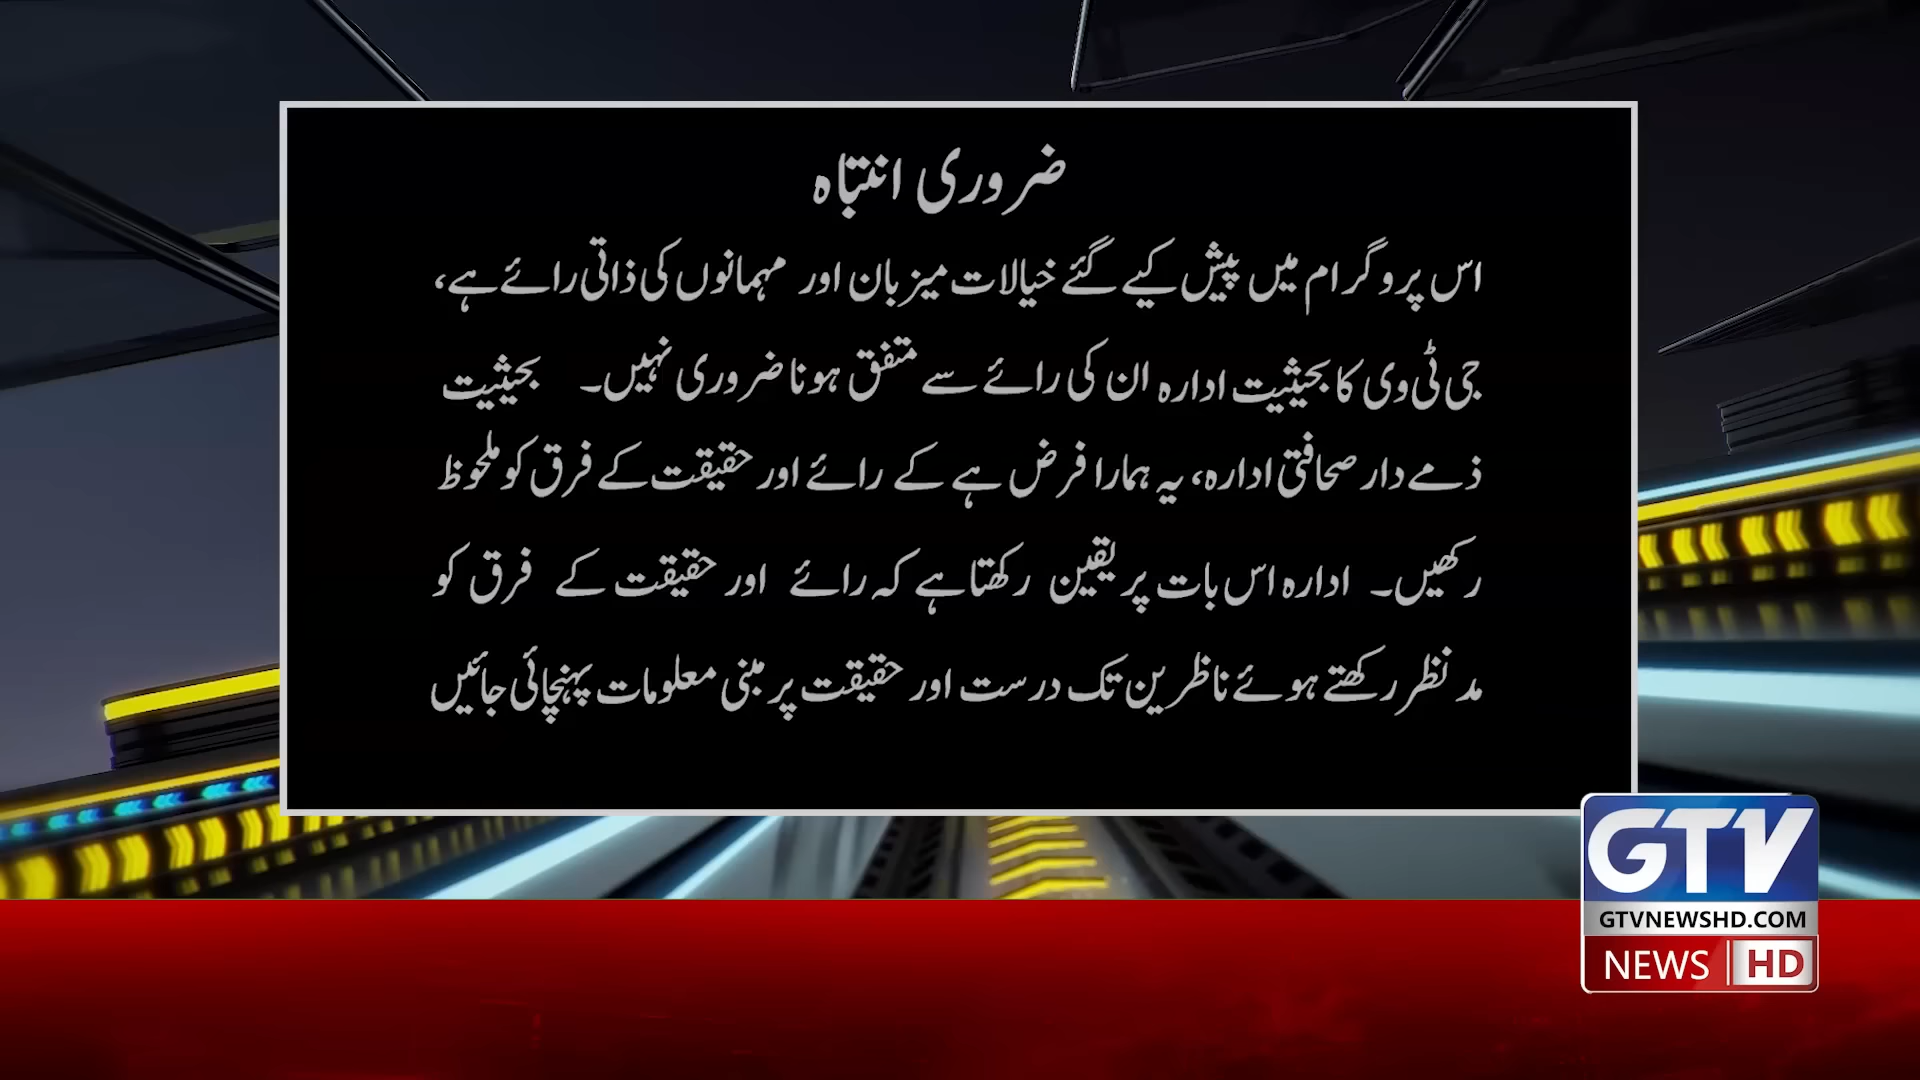 ضروری انتباہ
اس پروگرام میں پیش کیے گئے خیالات میزبان اور مہمانوں کی ذاتی رائے ہے،
جی ٹی وی کا بحیثیت ادارہ ان کی رائے سے متفق ہونا ضروری نہیں۔ بحیثیت
ذمے دار صحافتی ادارہ، یہ ہمارا فرض ہے کے رائے اور حقیقت کے فرق کو ملحوظ
رکھیں۔ ادارہ اس بات پر یقین رکھتا ہے کہ رائے اور حقیقت کے فرق کو
مد نظر رکھتے ہوئے ناظرین تک درست اور حقیقت پر مبنی معلومات پہنچائی جائیں
GTV
GTVNEWSHD.COM
NEWS HD